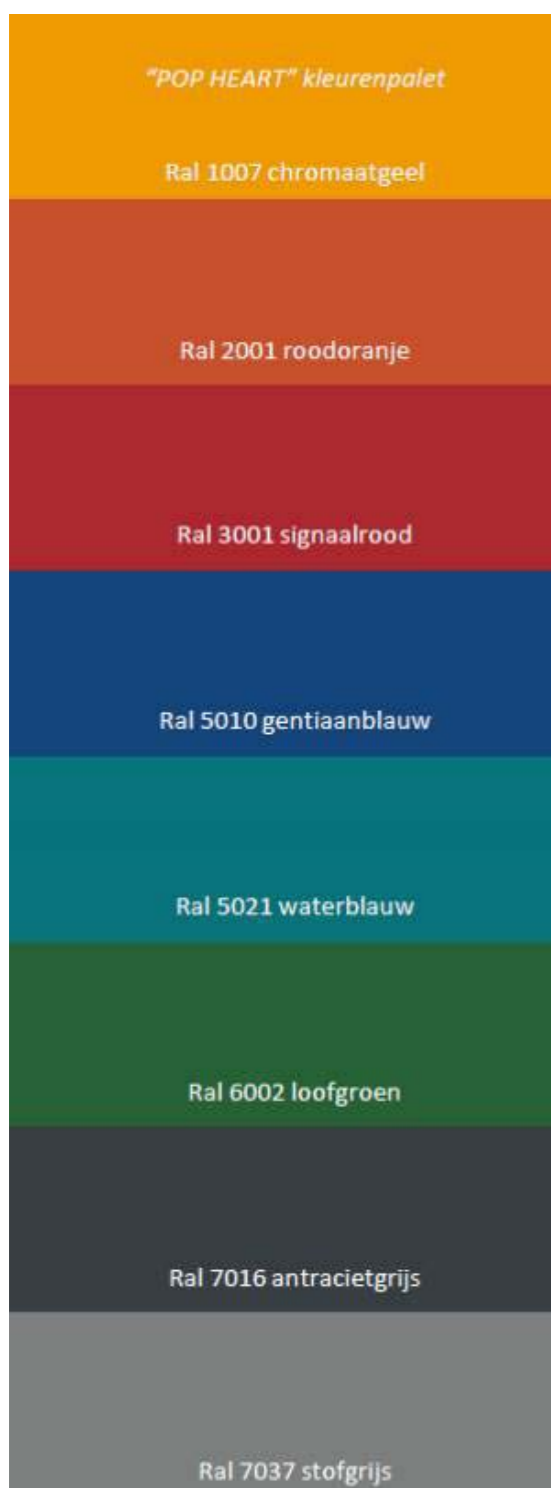 “POP HEART” kleurenpalet
Ral 1007 chromaatgeel
Ral 2001 roodoranje
Ral 3001 signaalrood
Ral 5010 gentiaanblauw
Ral 5021 waterblauw
Ral 6002 loofgroen
Ral 7016 antracietgrijs
Ral 7037 stofgrijs